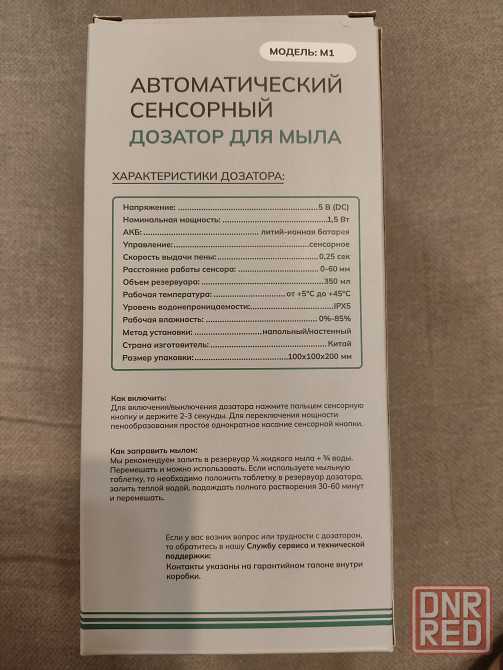 МОДЕЛЬ: М1
АВТОМАТИЧЕСКИЙ
СЕНСОРНЫЙ
ДОЗАТОР ДЛЯ МЫЛА
ХАРАКТЕРИСТИКИ ДОЗАТОРА:
Напряжение: 5 В (DC)
Номинальная мощность: 1,5 Вт
АКБ: литий-ионная батарея
Управление: сенсорное
Скорость выдачи пены: 0,25 сек
Расстояние работы сенсора: 0-60 мм
Объем резервуара: 350 мл
Рабочая температура: от +5°С до +45°С
Уровень водонепроницаемости: IPX5
Рабочая влажность: 0%-85%
Метод установки: напольный/настенный
Страна изготовитель: Китай
Размер упаковки: 100х100х200 мм
Как включить:
Для включения/выключения дозатора нажмите пальцем сенсорную
кнопку и держите 2-3 секунды. Для переключения мощности
пенообразования простое однократное касание сенсорной кнопки.
Как заправить мылом:
Мы рекомендуем залить в резервуар ¼ жидкого мыла + ¾ воды.
Перемешать и можно использовать. Если используете мыльную
таблетку, то необходимо положить таблетку в резервуар дозатора,
залить теплой водой, подождать полного растворения 30-60 минут
и перемешать.
Если у вас возник вопрос или трудности с дозатором,
то обратитесь в нашу Службу сервиса и технической
поддержки:
Контакты указаны на гарантийном талоне внутри
коробки.
DNR
RED